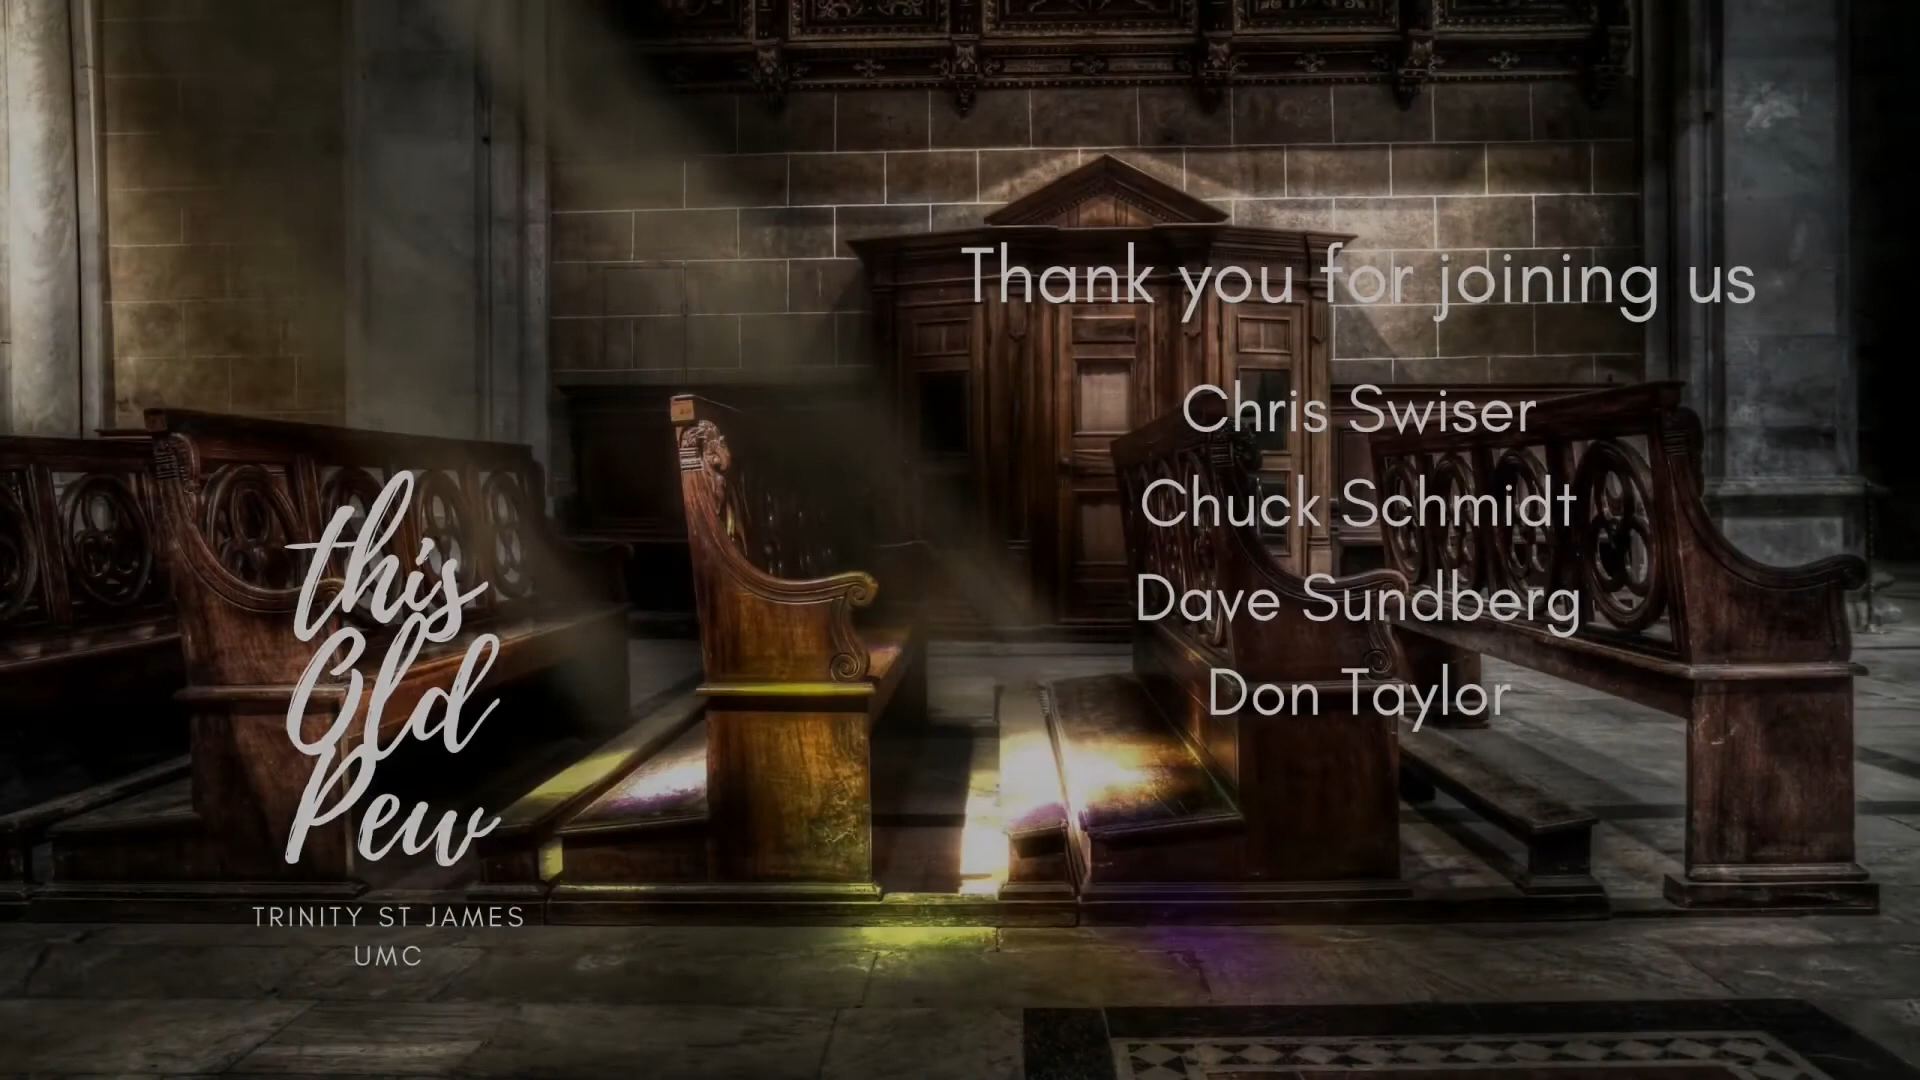 Thank you for joining us
Chris Swiser
Chuck Schmidt
Dave Sundberg
Don Taylor
this
Old
Pew
TRINITY ST JAMES
UMC